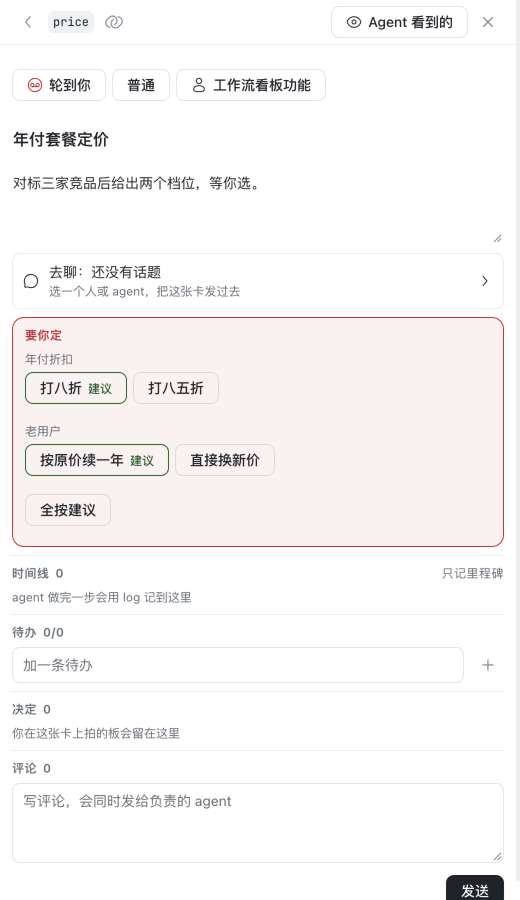 price
Agent 看到的
轮到你
普通
工作流看板功能
年付套餐定价
对标三家竞品后给出两个档位，等你选。
去聊：还没有话题
选一个人或 agent，把这张卡发过去
要你定
年付折扣
打八折 建议
打八五折
老用户
按原价续一年 建议
直接换新价
全按建议
时间线 0
只记里程碑
agent 做完一步会用 log 记到这里
待办 0/0
加一条待办
决定 0
你在这张卡上拍的板会留在这里
评论 0
写评论，会同时发给负责的 agent
发送